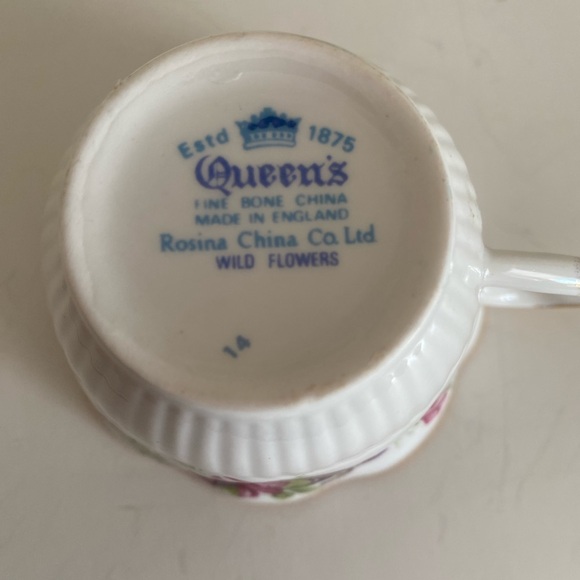 Estd 1875
Queen's
FINE BONE CHINA
MADE IN ENGLAND
Rosina China Co. Ltd
WILD FLOWERS
14